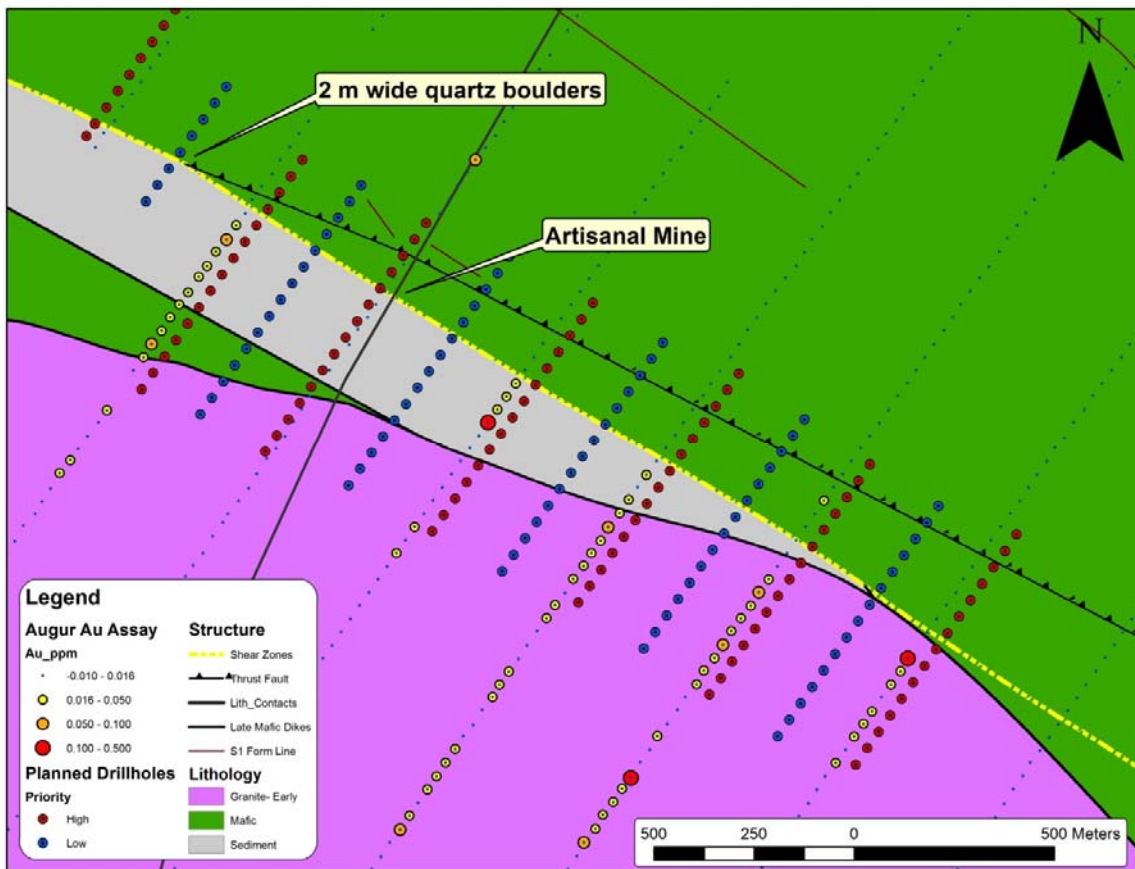 N
2 m wide quartz boulders
Artisanal Mine
Legend
Augur Au Assay
Au_ppm
-0.010 - 0.016
0.016 - 0.050
0.050 - 0.100
0.100 - 0.500
Planned Drillholes
Priority
High
Low
Structure
Shear Zones
Thrust Fault
Lith_Contacts
Late Mafic Dikes
S1 Form Line
Lithology
Granite- Early
Mafic
Sediment
500 250 0 500 Meters